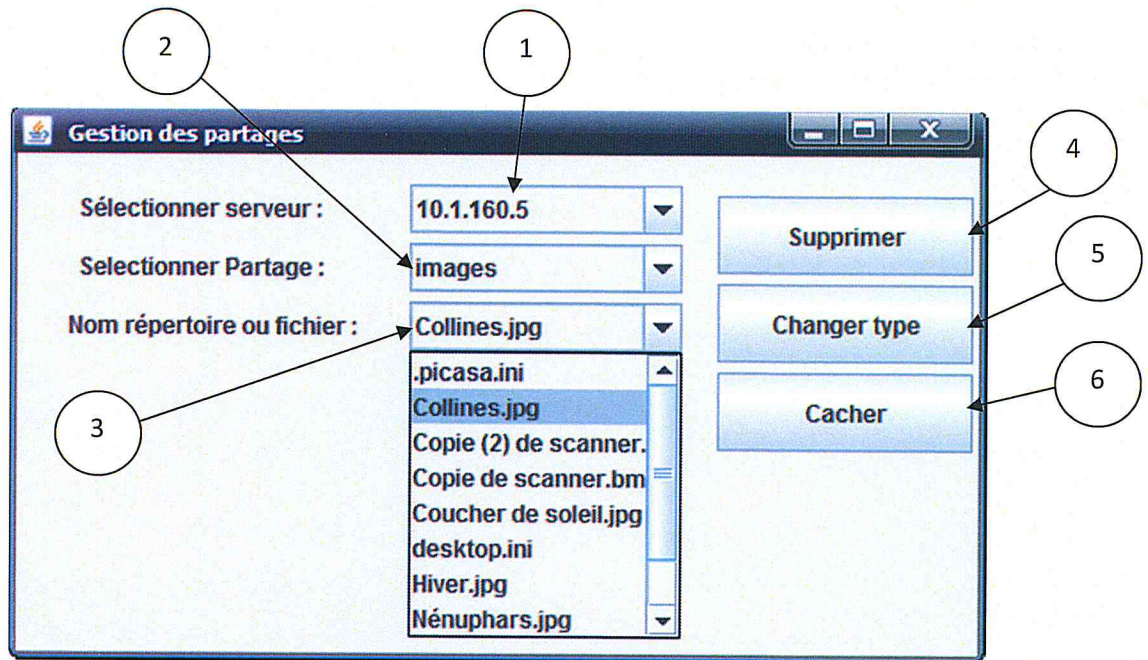 2
1
Gestion des partages
4
Sélectionner serveur :
10.1.160.5
Supprimer
5
Selectionner Partage :
images
Nom répertoire ou fichier :
Collines.jpg
Changer type
.picasa.ini
6
Collines.jpg
Cacher
3
Copie (2) de scanner.
Copie de scanner.bm
Coucher de soleil.jpg
desktop.ini
Hiver.jpg
Nénuphars.jpg